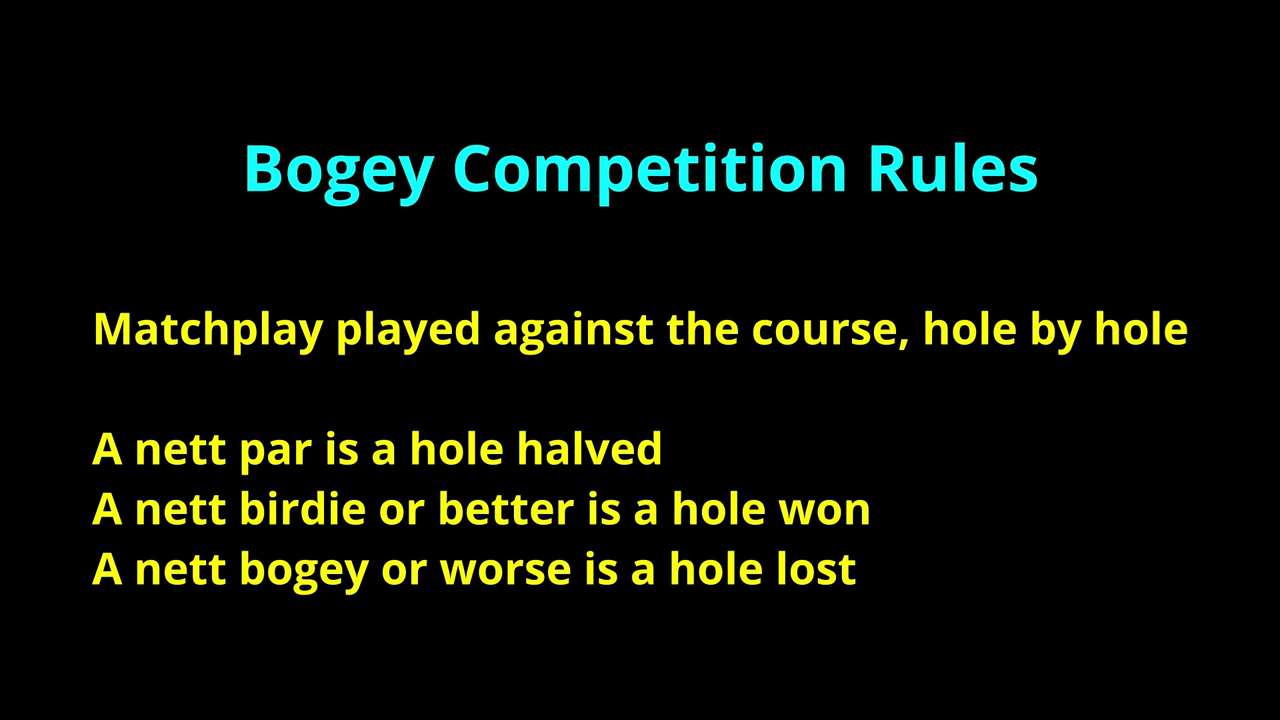 Bogey Competition Rules
Matchplay played against the course, hole by hole
A nett par is a hole halved
A nett birdie or better is a hole won
A nett bogey or worse is a hole lost